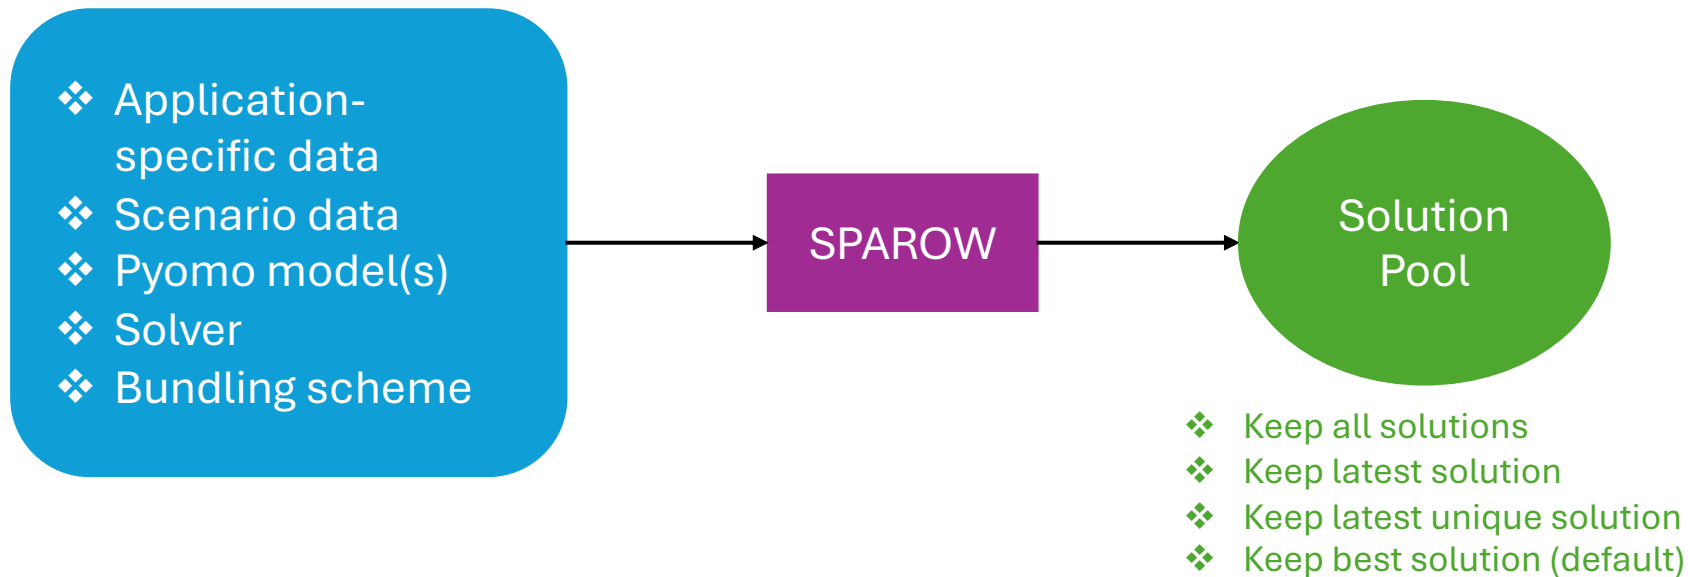 ❖ Application-
specific data
❖ Scenario data
❖ Pyomo model(s)
❖ Solver
❖ Bundling scheme
SPAROW
Solution
Pool
❖ Keep all solutions
❖ Keep latest solution
❖ Keep latest unique solution
❖ Keep best solution (default)